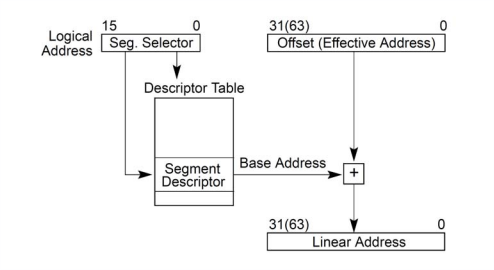 15 0 31(63) 0
Logical
Address
Seg. Selector Offset (Effective Address)
Descriptor Table
Segment
Descriptor
Base Address
+
31(63) 0
Linear Address